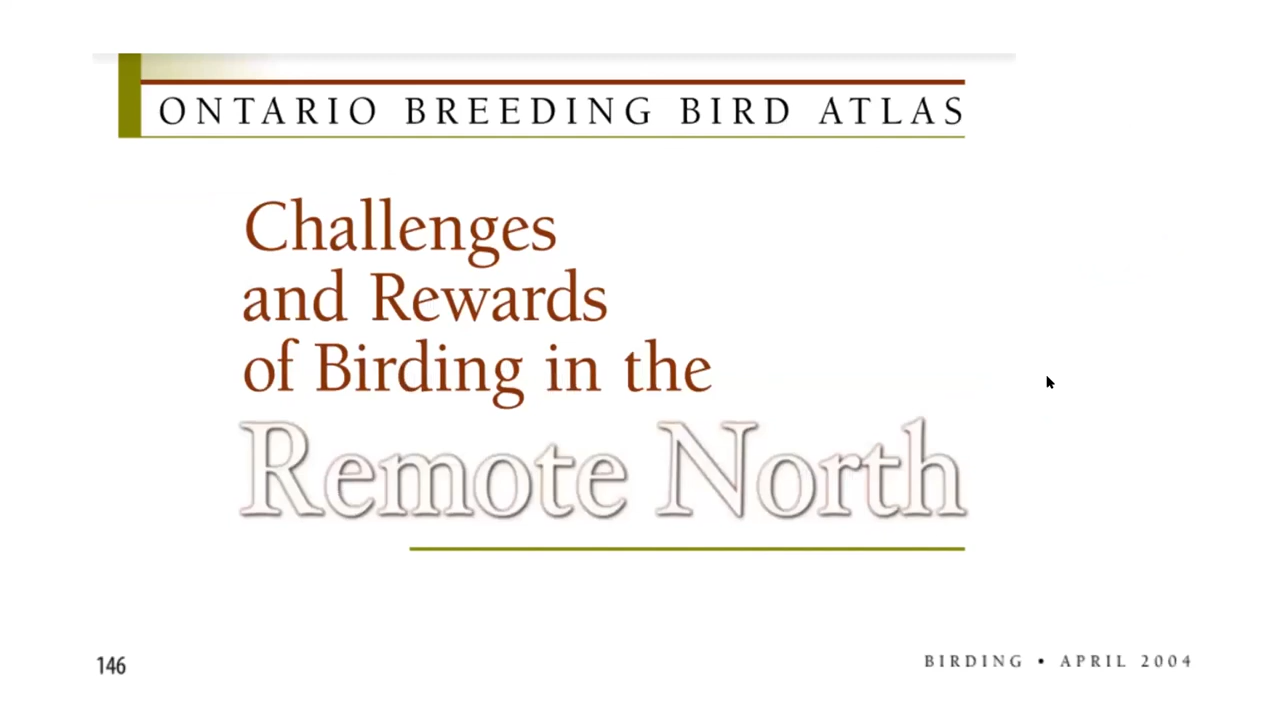 ONTARIO BREEDING BIRD ATLAS
Challenges
and Rewards
of Birding in the
Remote North
146
BIRDING • APRIL 2004